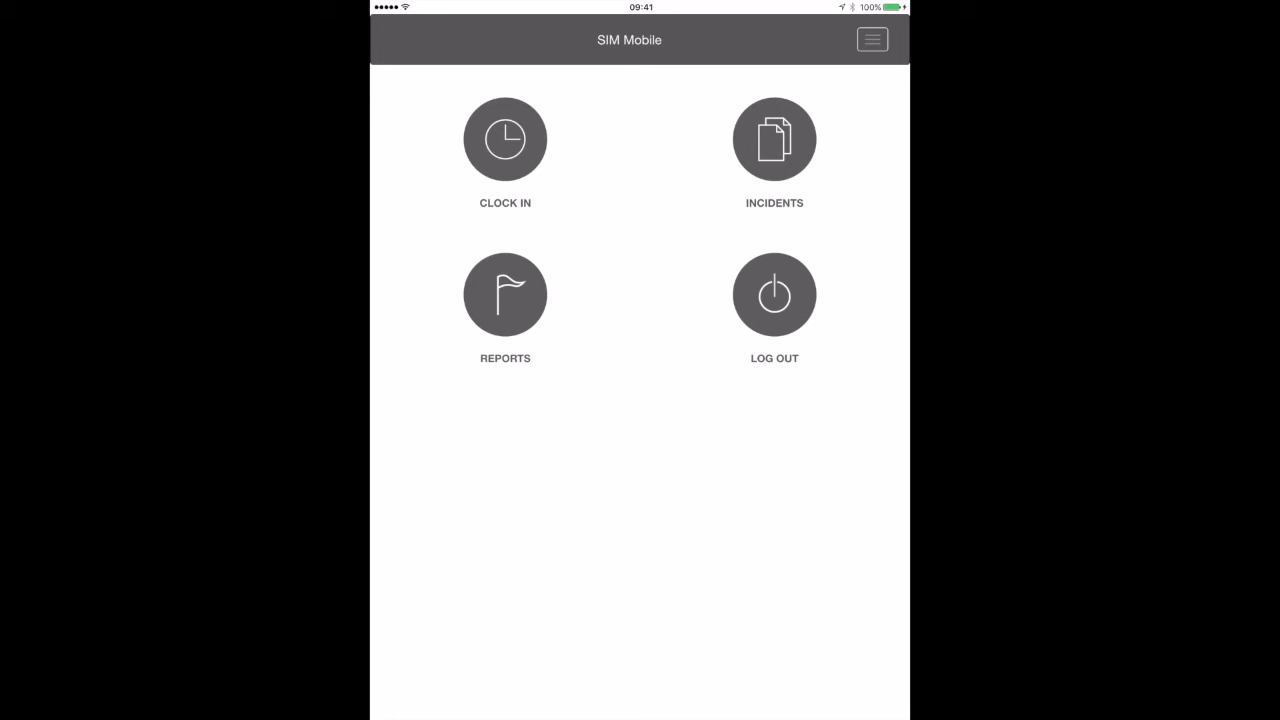 09:41
100%
SIM Mobile
CLOCK IN
INCIDENTS
REPORTS
LOG OUT